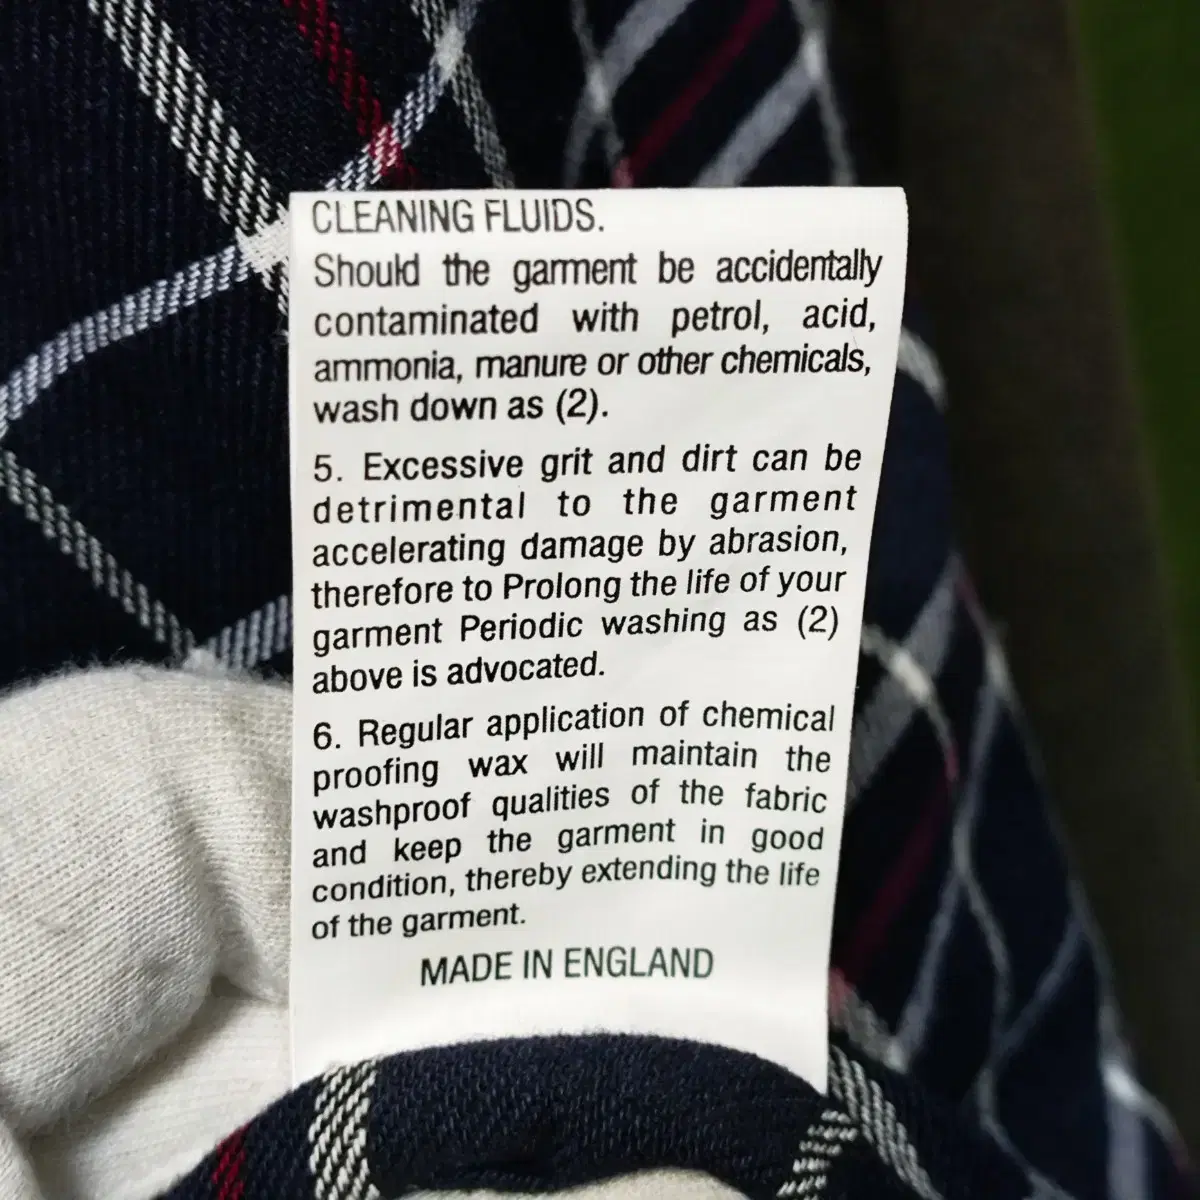 CLEANING FLUIDS.
Should the garment be accidentally
contaminated with petrol, acid,
ammonia, manure or other chemicals,
wash down as (2).
5. Excessive grit and dirt can be
detrimental to the garment
accelerating damage by abrasion,
therefore to Prolong the life of your
garment Periodic washing as (2)
above is advocated.
6. Regular application of chemical
proofing wax will maintain the
washproof qualities of the fabric
and keep the garment in good
condition, thereby extending the life
of the garment.
MADE IN ENGLAND